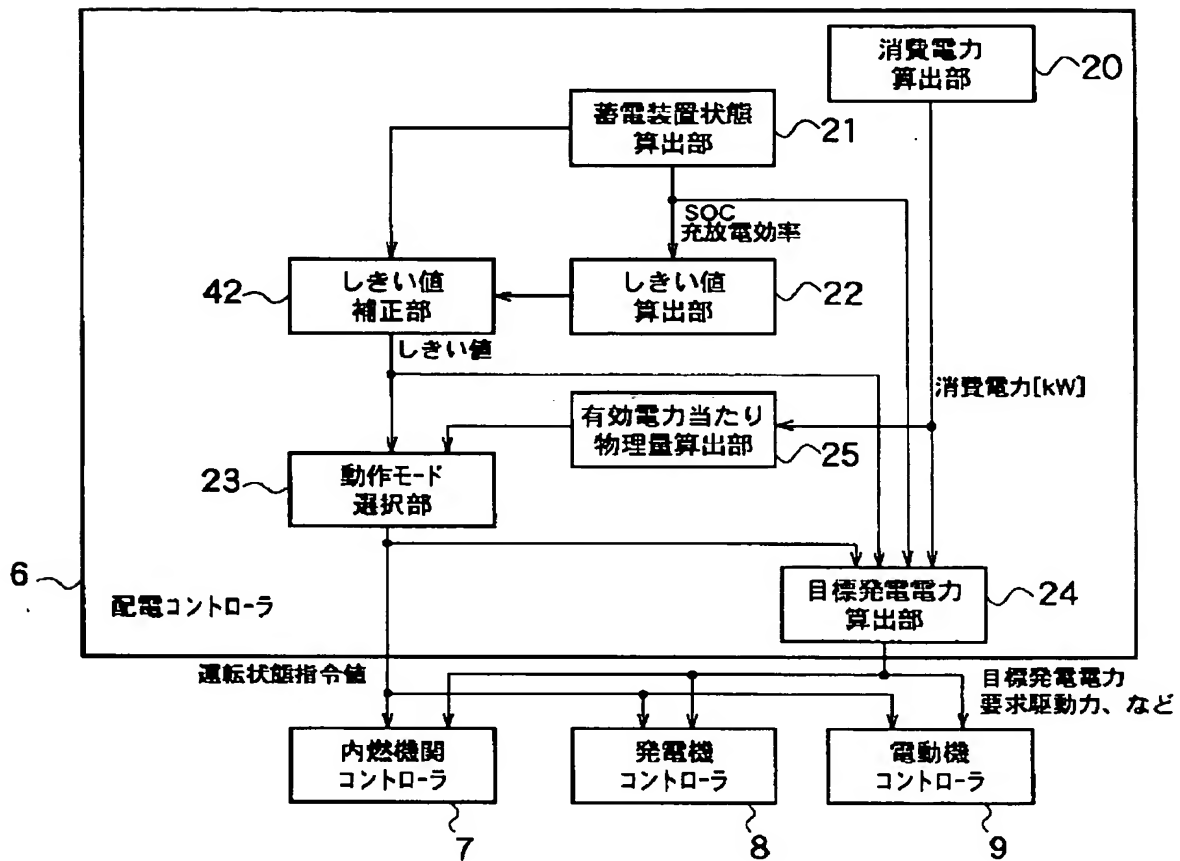 消費電力
算出部
20
蓄電装置状態
算出部
21
SOC
充放電効率
42
しきい値
補正部
しきい値
算出部
22
しきい値
消費電力[kW]
有効電力当たり
物理量算出部
25
23
動作モード
選択部
6
配電コントローラ
目標発電電力
算出部
24
運転状態指令値
目標発電電力
要求駆動力、など
内燃機関
コントローラ
7
発電機
コントローラ
8
電動機
コントローラ
9